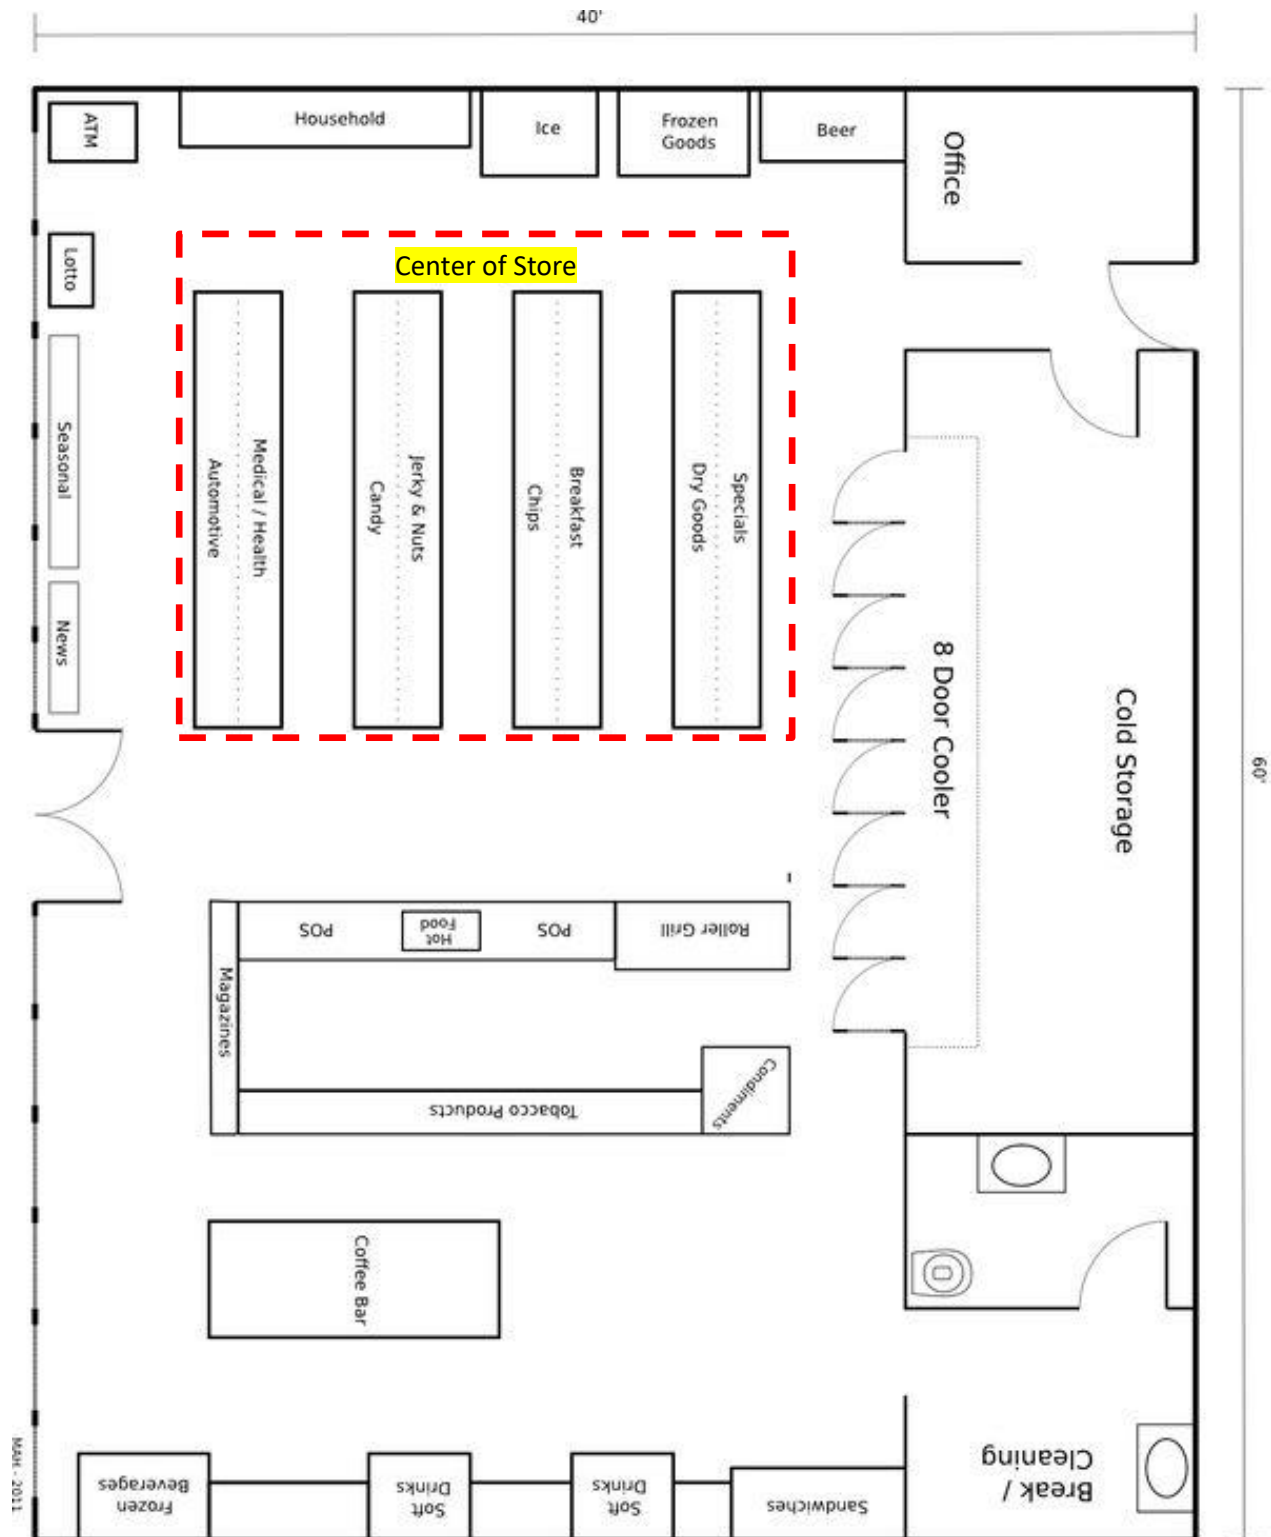 40'
ATM
Household
Ice
Frozen
Goods
Beer
Office
Lotto
Center of Store
Seasonal
News
Automotive
Medical / Health
Candy
Jerky & Nuts
Chips
Breakfast
Dry Goods
Specials
8 Door Cooler
Cold Storage
60'
POS
Hot
Food
POS
Roller Grill
Magazines
Condiments
Tobacco Products
Coffee Bar
Frozen
Beverages
Soft
Drinks
Soft
Drinks
Sandwiches
Break /
Cleaning
MAH - 2011